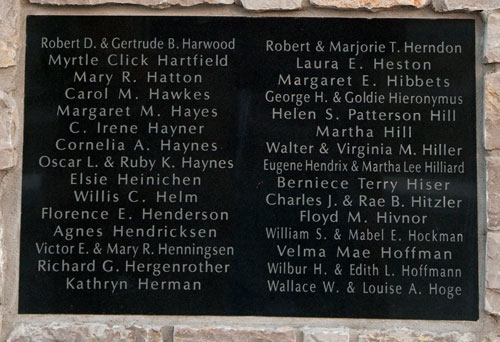 Robert D. & Gertrude B. Harwood
Myrtle Click Hartfield
Mary R. Hatton
Carol M. Hawkes
Margaret M. Hayes
C. Irene Hayner
Cornelia A. Haynes
Oscar L. & Ruby K. Haynes
Elsie Heinichen
Willis C. Helm
Florence E. Henderson
Agnes Hendricksen
Victor E. & Mary R. Henningsen
Richard G. Hergenrother
Kathryn Herman
Robert & Marjorie T. Herndon
Laura E. Heston
Margaret E. Hibbets
George H. & Goldie Hieronymus
Helen S. Patterson Hill
Martha Hill
Walter & Virginia M. Hiller
Eugene Hendrix & Martha Lee Hilliard
Berniece Terry Hiser
Charles J. & Rae B. Hitzler
Floyd M. Hivnor
William S. & Mabel E. Hockman
Velma Mae Hoffman
Wilbur H. & Edith L. Hoffmann
Wallace W. & Louise A. Hoge